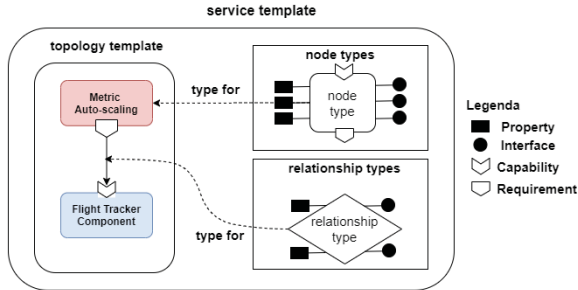 service template
topology template
Metric
Auto-scaling
Flight Tracker
Component
type for
type for
node types
node
type
relationship types
relationship
type
Legenda
Property
Interface
Capability
Requirement